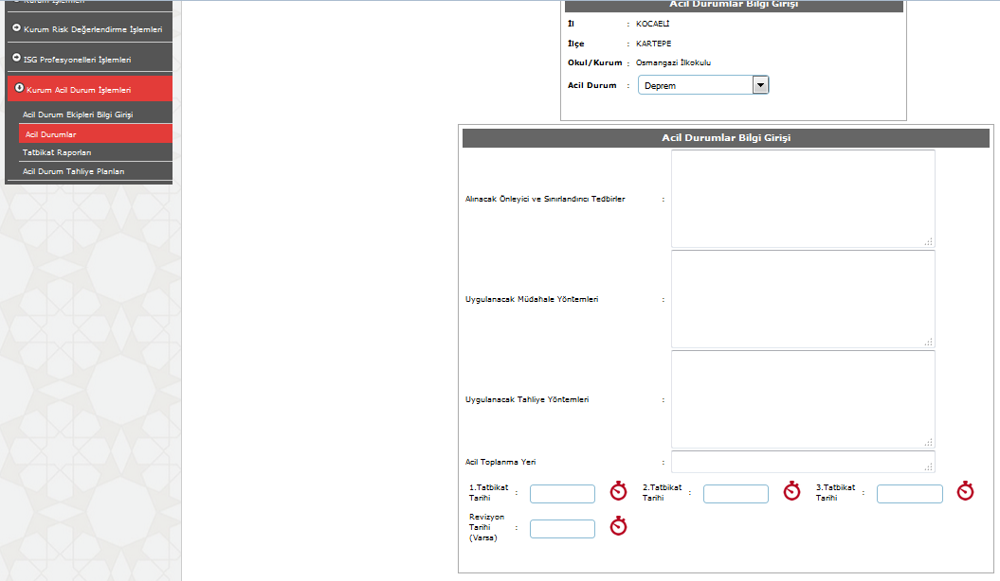 Kurum İşlemleri
Kurum Risk Değerlendirme İşlemleri
ISG Profesyonelleri İşlemleri
Kurum Acil Durum İşlemleri
Acil Durum Ekipleri Bilgi Girişi
Acil Durumlar
Tatbikat Raporları
Acil Durum Tahliye Planları
Acil Durumlar Bilgi Girişi
İl : KOCAELİ
İlçe : KARTEPE
Okul/Kurum : Osmangazi İlkokulu
Acil Durum : Deprem
Acil Durumlar Bilgi Girişi
Alınacak Önleyici ve Sınırlandırıcı Tedbirler :
Uygulanacak Müdahale Yöntemleri :
Uygulanacak Tahliye Yöntemleri :
Acil Toplanma Yeri :
1.Tatbikat Tarihi :
2.Tatbikat Tarihi :
3.Tatbikat Tarihi :
Revizyon Tarihi (Varsa) :